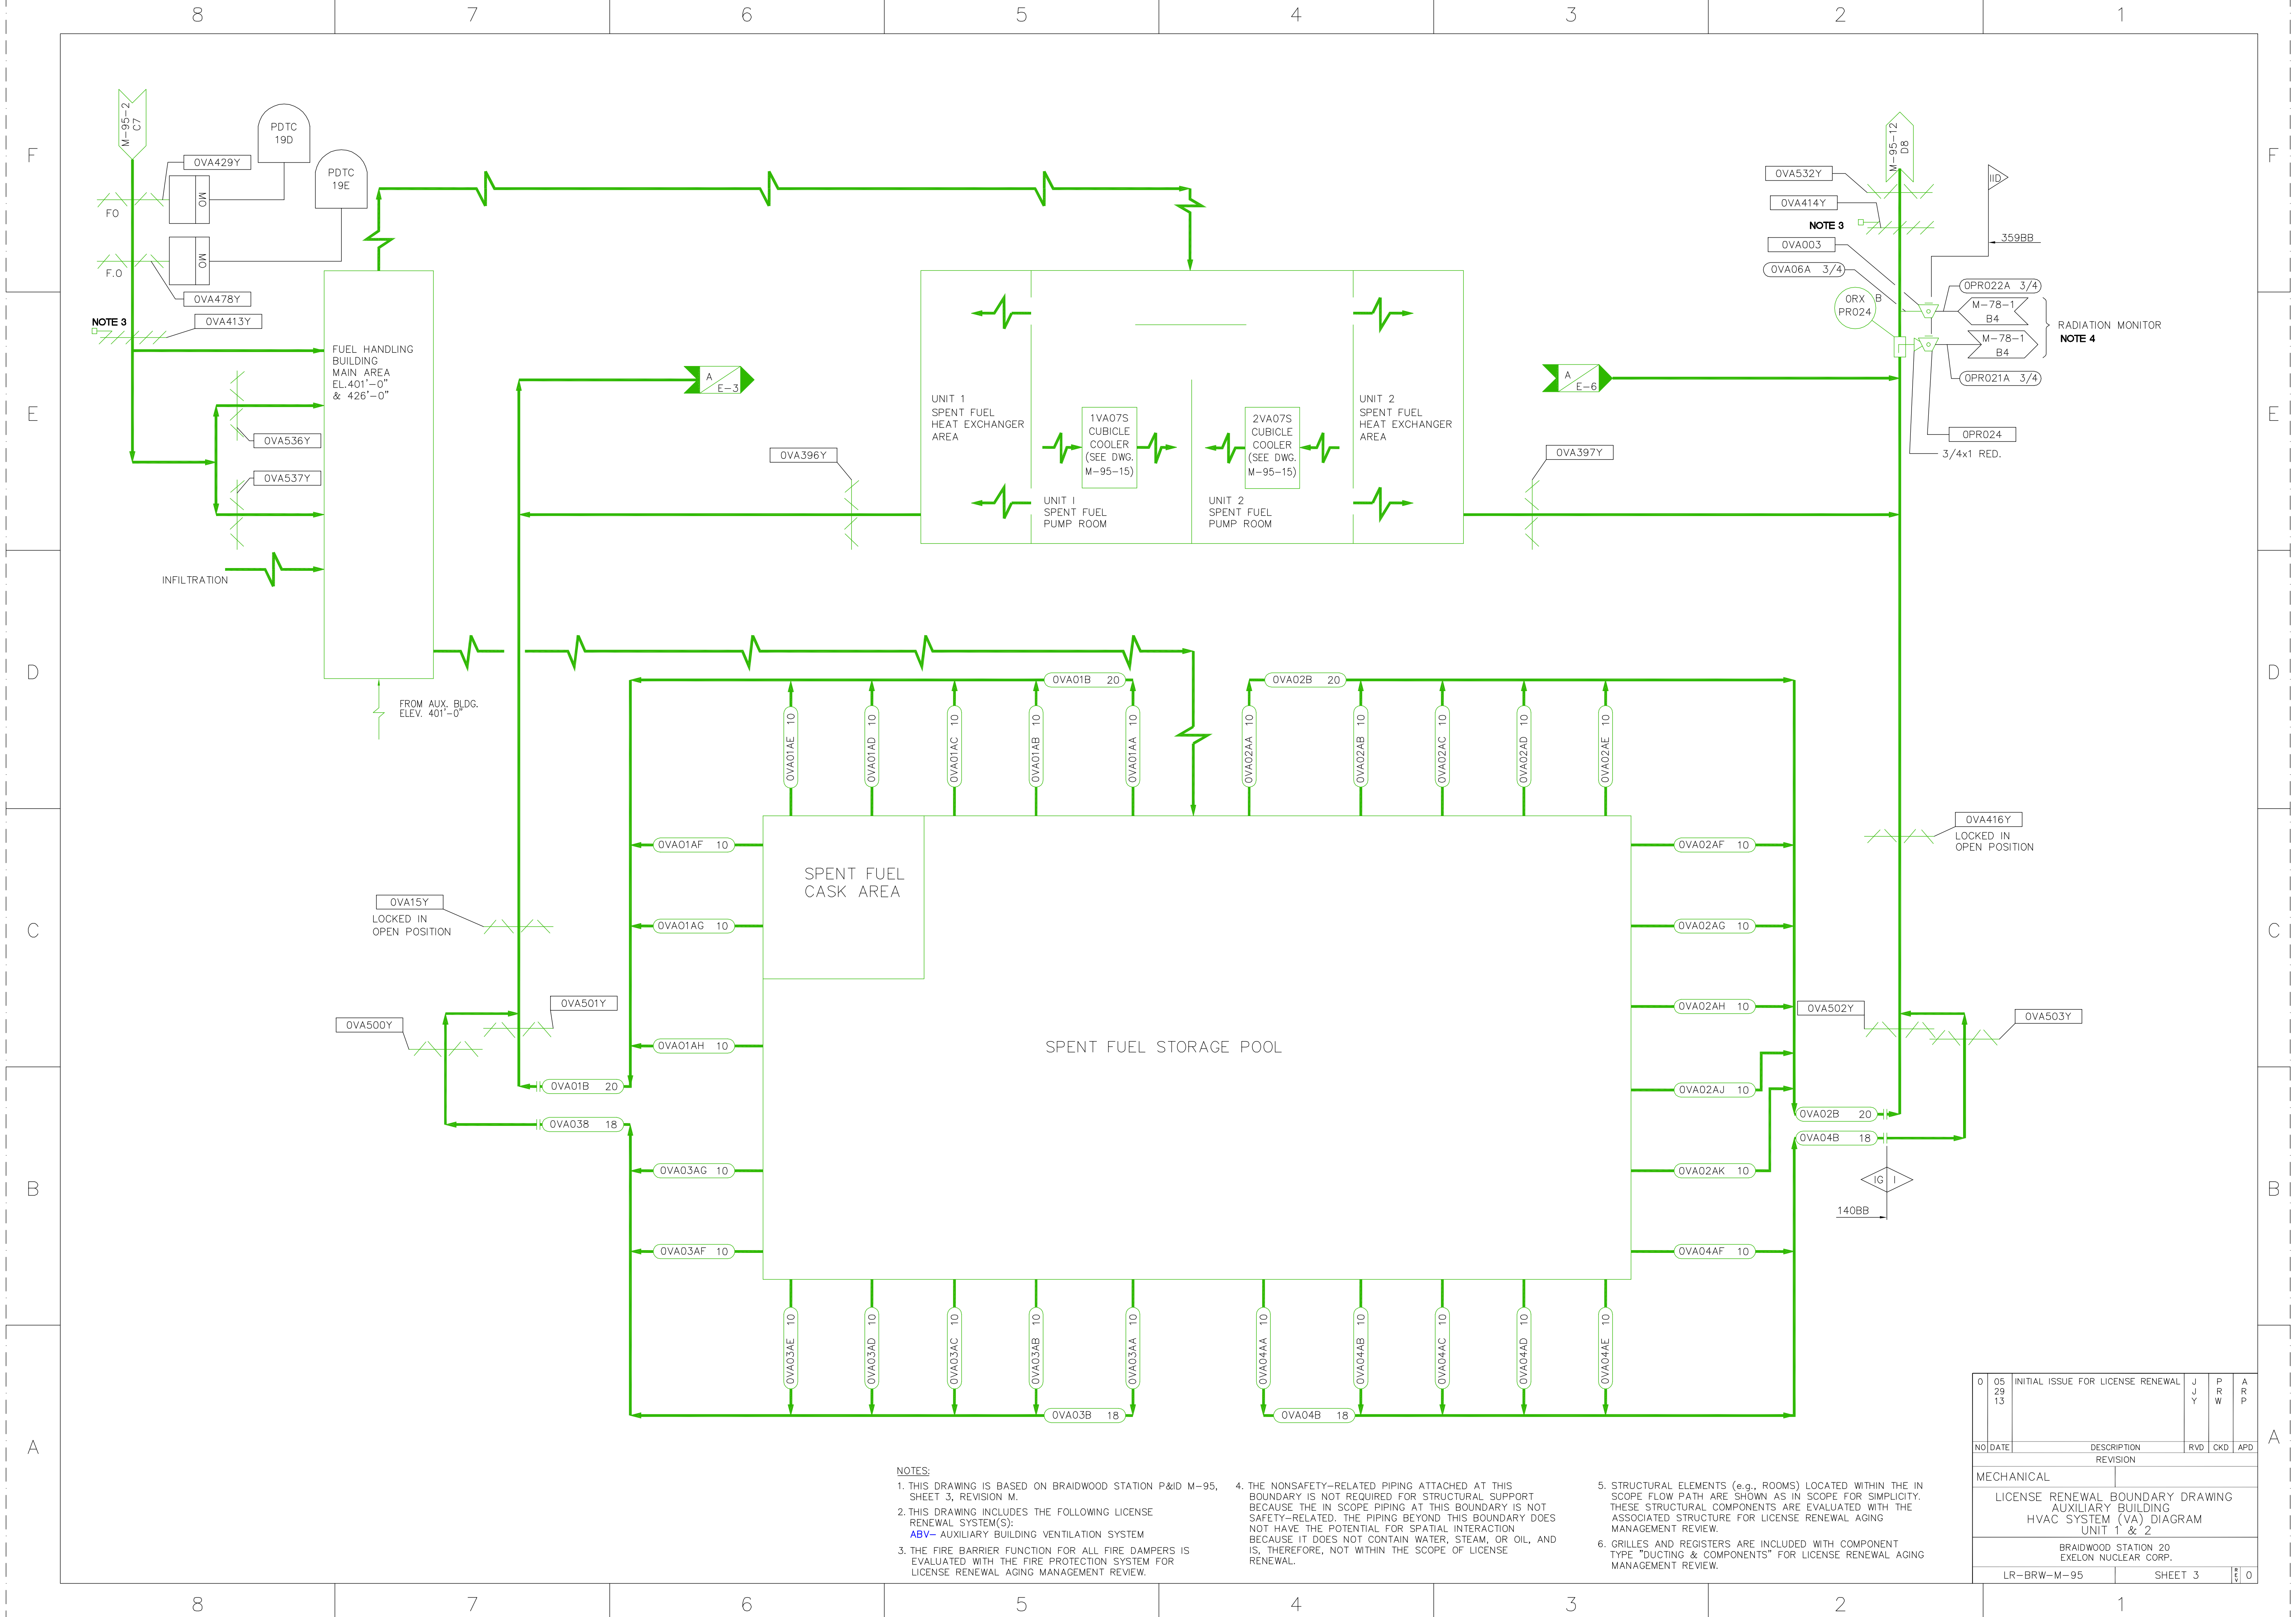 8 7 6 5 4 3 2 1
F
F
E
E
D
D
C
C
B
B
A
A
M-95-2
C7
PDTC
19D
PDTC
19E
0VA429Y
MO
FO
MO
F.O
0VA478Y
NOTE 3
0VA413Y
FUEL HANDLING
BUILDING
MAIN AREA
EL.401'-0"
& 426'-0"
0VA536Y
0VA537Y
INFILTRATION
FROM AUX. BLDG.
ELEV. 401'-0"
A
E-3
0VA396Y
UNIT 1
SPENT FUEL
HEAT EXCHANGER
AREA
1VA07S
CUBICLE
COOLER
(SEE DWG.
M-95-15)
UNIT I
SPENT FUEL
PUMP ROOM
2VA07S
CUBICLE
COOLER
(SEE DWG.
M-95-15)
UNIT 2
SPENT FUEL
PUMP ROOM
UNIT 2
SPENT FUEL
HEAT EXCHANGER
AREA
A
E-6
0VA397Y
M-95-12
D8
0VA532Y
0VA414Y
NOTE 3
0VA003
0VA06A 3/4
0RX
PR024
B
IID
359BB
0PR022A 3/4
M-78-1
B4
M-78-1
B4
RADIATION MONITOR
NOTE 4
0PR021A 3/4
0PR024
3/4x1 RED.
0VA01B 20
0VA02B 20
0VA01AE 10
0VA01AD 10
0VA01AC 10
0VA01AB 10
0VA01AA 10
0VA02AA 10
0VA02AB 10
0VA02AC 10
0VA02AD 10
0VA02AE 10
0VA01AF 10
0VA01AG 10
0VA01AH 10
0VA01B 20
0VA038 18
0VA03AG 10
0VA03AF 10
SPENT FUEL
CASK AREA
SPENT FUEL STORAGE POOL
0VA02AF 10
0VA02AG 10
0VA02AH 10
0VA02AJ 10
0VA02AK 10
0VA04AF 10
0VA15Y
LOCKED IN
OPEN POSITION
0VA501Y
0VA500Y
0VA416Y
LOCKED IN
OPEN POSITION
0VA502Y
0VA503Y
0VA02B 20
0VA04B 18
IG I
140BB
0VA03AE 10
0VA03AD 10
0VA03AC 10
0VA03AB 10
0VA03AA 10
0VA04AA 10
0VA04AB 10
0VA04AC 10
0VA04AD 10
0VA04AE 10
0VA03B 18
0VA04B 18
NOTES:
1. THIS DRAWING IS BASED ON BRAIDWOOD STATION P&ID M-95,
SHEET 3, REVISION M.
2. THIS DRAWING INCLUDES THE FOLLOWING LICENSE
RENEWAL SYSTEM(S):
ABV- AUXILIARY BUILDING VENTILATION SYSTEM
3. THE FIRE BARRIER FUNCTION FOR ALL FIRE DAMPERS IS
EVALUATED WITH THE FIRE PROTECTION SYSTEM FOR
LICENSE RENEWAL AGING MANAGEMENT REVIEW.
4. THE NONSAFETY-RELATED PIPING ATTACHED AT THIS
BOUNDARY IS NOT REQUIRED FOR STRUCTURAL SUPPORT
BECAUSE THE IN SCOPE PIPING AT THIS BOUNDARY IS NOT
SAFETY-RELATED. THE PIPING BEYOND THIS BOUNDARY DOES
NOT HAVE THE POTENTIAL FOR SPATIAL INTERACTION
BECAUSE IT DOES NOT CONTAIN WATER, STEAM, OR OIL, AND
IS, THEREFORE, NOT WITHIN THE SCOPE OF LICENSE
RENEWAL.
5. STRUCTURAL ELEMENTS (e.g., ROOMS) LOCATED WITHIN THE IN
SCOPE FLOW PATH ARE SHOWN AS IN SCOPE FOR SIMPLICITY.
THESE STRUCTURAL COMPONENTS ARE EVALUATED WITH THE
ASSOCIATED STRUCTURE FOR LICENSE RENEWAL AGING
MANAGEMENT REVIEW.
6. GRILLES AND REGISTERS ARE INCLUDED WITH COMPONENT
TYPE "DUCTING & COMPONENTS" FOR LICENSE RENEWAL AGING
MANAGEMENT REVIEW.
0 05 INITIAL ISSUE FOR LICENSE RENEWAL J P A
29 J R R
13 Y W P
NO DATE DESCRIPTION RVD CKD APD
REVISION
MECHANICAL
LICENSE RENEWAL BOUNDARY DRAWING
AUXILIARY BUILDING
HVAC SYSTEM (VA) DIAGRAM
UNIT 1 & 2
BRAIDWOOD STATION 20
EXELON NUCLEAR CORP.
LR-BRW-M-95 SHEET 3 REV 0
8 7 6 5 4 3 2 1